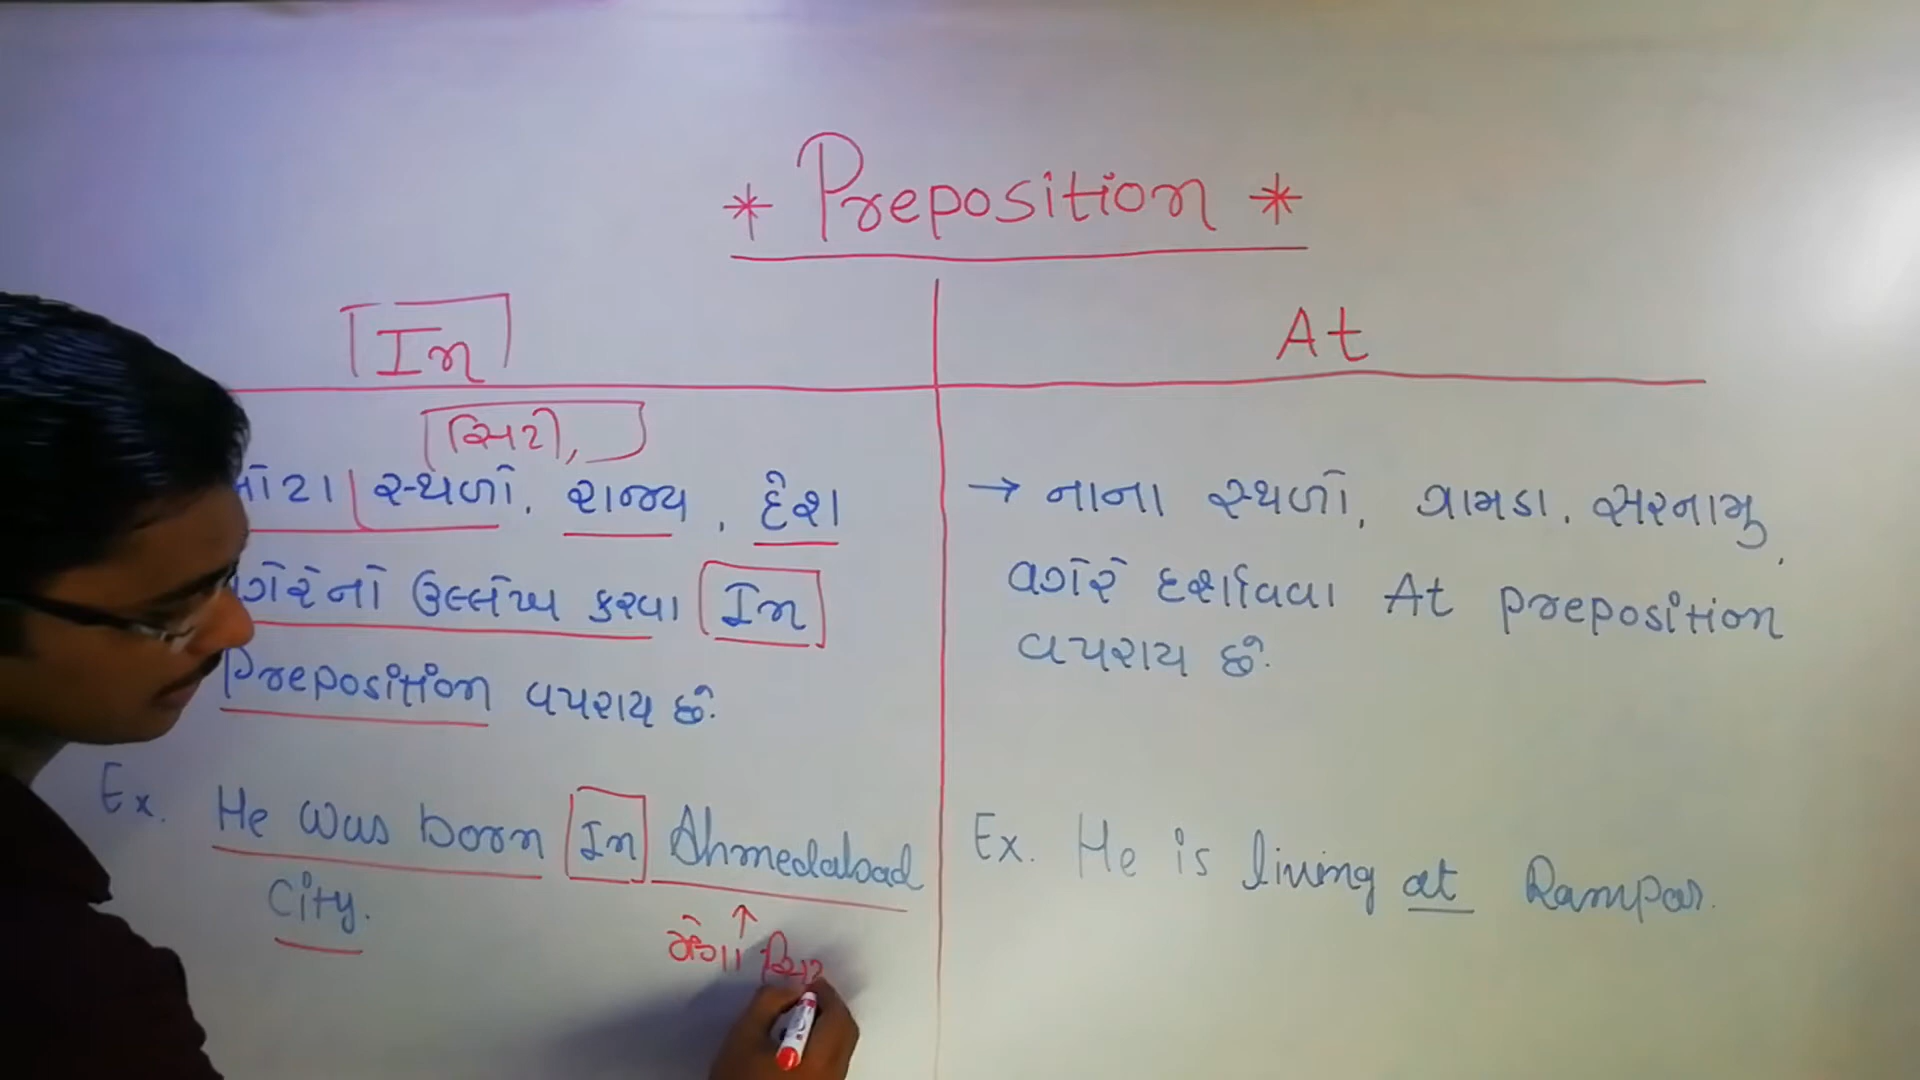 * Preposition *
In
At
સિટી,
મોટા સ્થળો, રાજ્ય, દેશ
વગેરેનો ઉલ્લેખ કરવા In
Preposition વપરાય છે.
Ex. He was born In Ahmedabad
City.
મેગા સિટ
→ નાના સ્થળો, ગામડા, સરનામુ,
વગેરે દર્શાવવા At preposition
વપરાય છે.
Ex. He is living at Rampar.